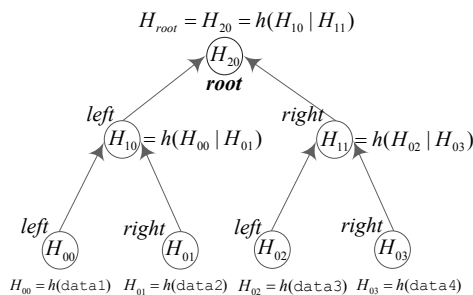 H_root = H_20 = h(H_10 | H_11)
H_20
root
left right
H_10 = h(H_00 | H_01) H_11 = h(H_02 | H_03)
left right left right
H_00 H_01 H_02 H_03
H_00 = h(data1) H_01 = h(data2) H_02 = h(data3) H_03 = h(data4)